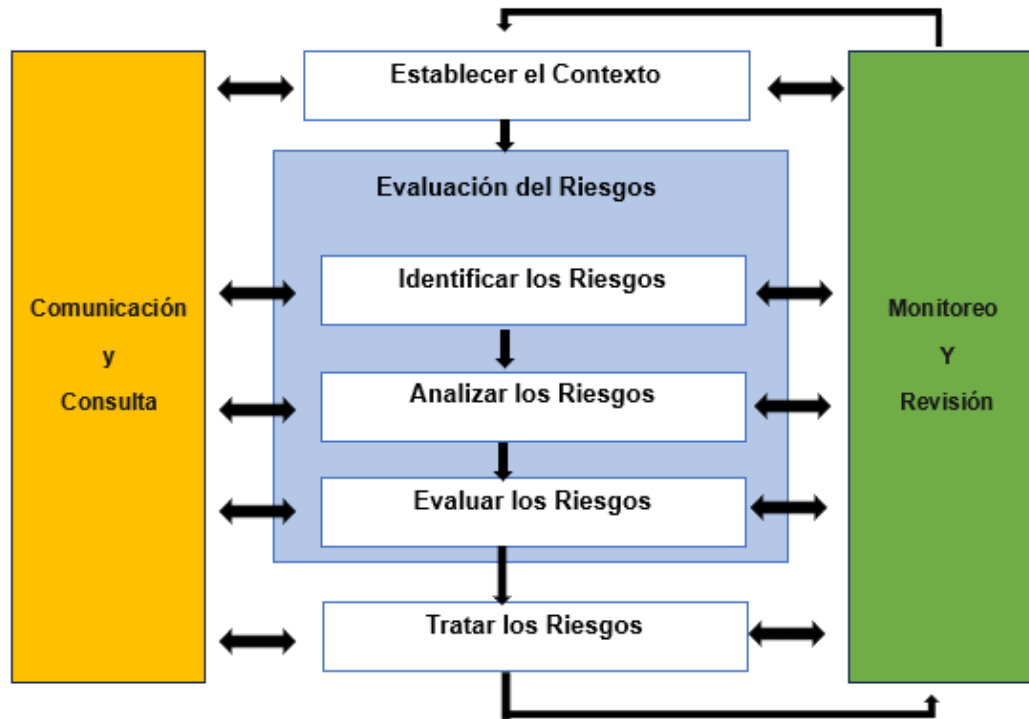 Establecer el Contexto
Evaluación del Riesgos
Identificar los Riesgos
Analizar los Riesgos
Evaluar los Riesgos
Tratar los Riesgos
Comunicación
y
Consulta
Monitoreo
Y
Revisión